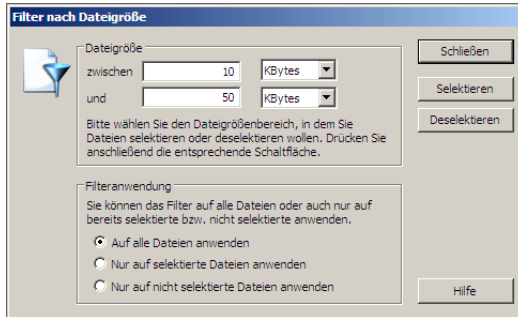 Filter nach Dateigröße
Dateigröße
zwischen 10 KBytes
und 50 KBytes
Bitte wählen Sie den Dateigrößenbereich, in dem Sie
Dateien selektieren oder deselektieren wollen. Drücken Sie
anschließend die entsprechende Schaltfläche.
Filteranwendung
Sie können das Filter auf alle Dateien oder auch nur auf
bereits selektierte bzw. nicht selektierte anwenden.
Auf alle Dateien anwenden
Nur auf selektierte Dateien anwenden
Nur auf nicht selektierte Dateien anwenden
Schließen
Selektieren
Deselektieren
Hilfe